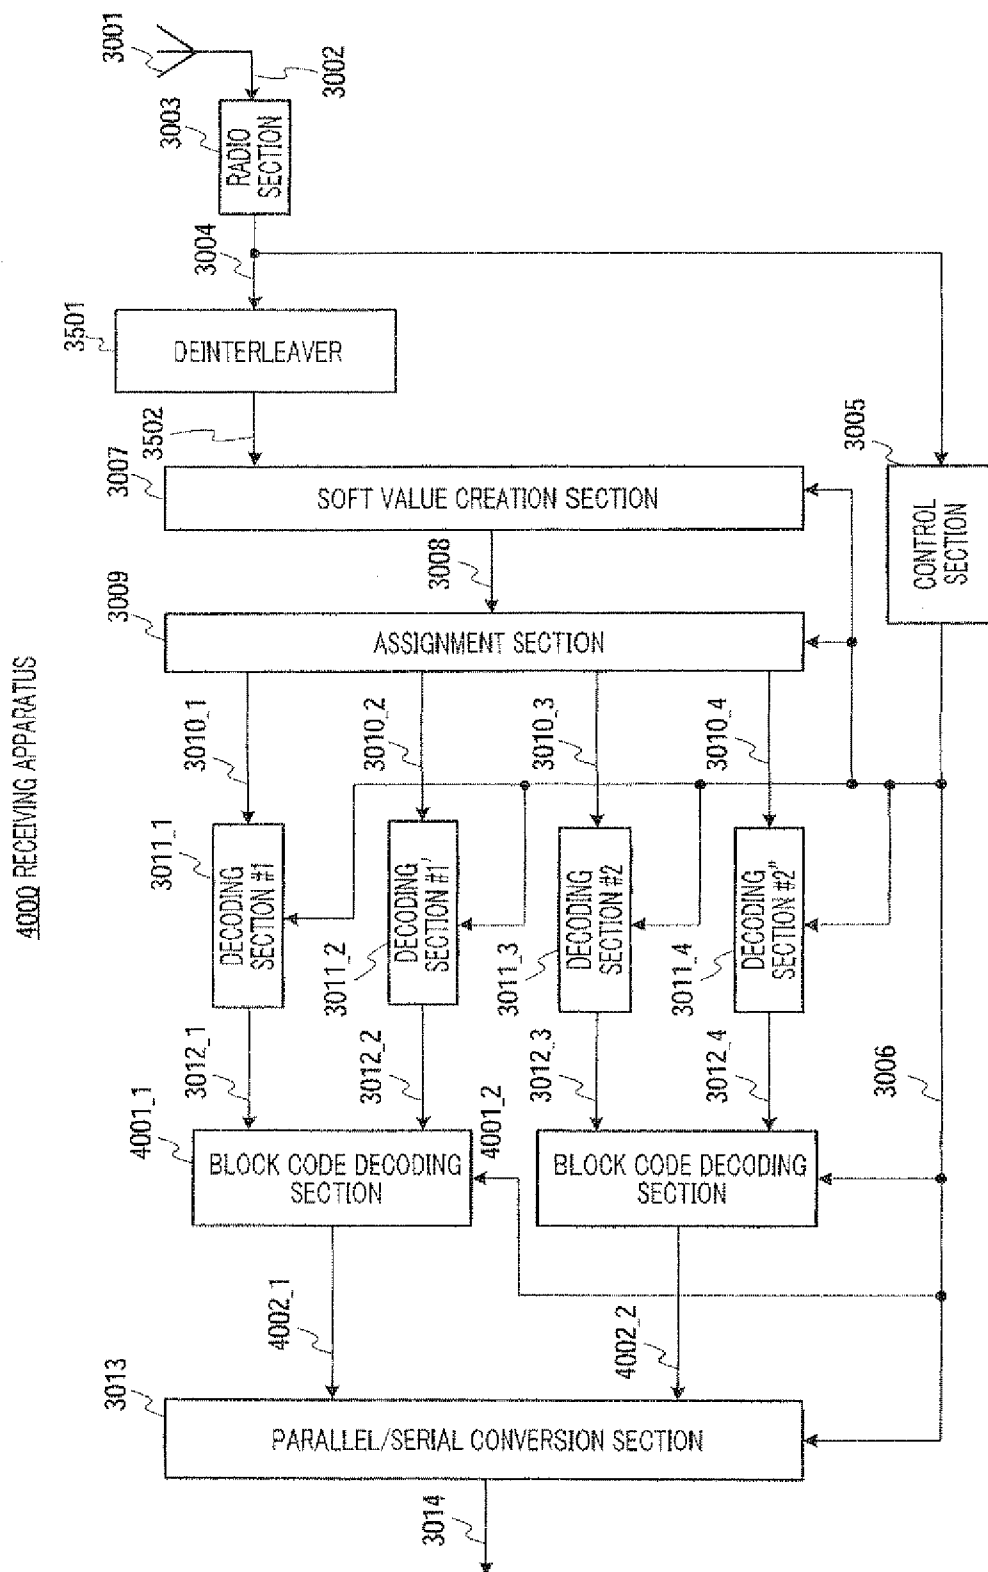 4000 RECEIVING APPARATUS
3001
3002
3003
RADIO
SECTION
3004
3501
DEINTERLEAVER
3502
3007
SOFT VALUE CREATION SECTION
3005
CONTROL
SECTION
3008
3009
ASSIGNMENT SECTION
3010_1
3010_2
3010_3
3010_4
3011_1
DECODING
SECTION #1
3011_2
DECODING
SECTION #1'
3011_3
DECODING
SECTION #2
3011_4
DECODING
SECTION #2"
3012_1
3012_2
3012_3
3012_4
3006
4001_1
BLOCK CODE DECODING
SECTION
4001_2
BLOCK CODE DECODING
SECTION
4002_1
4002_2
3013
PARALLEL/SERIAL CONVERSION SECTION
3014